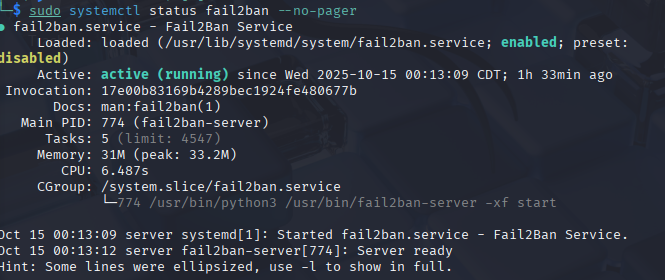 └─$ sudo systemctl status fail2ban --no-pager
● fail2ban.service - Fail2Ban Service
Loaded: loaded (/usr/lib/systemd/system/fail2ban.service; enabled; preset:
disabled)
Active: active (running) since Wed 2025-10-15 00:13:09 CDT; 1h 33min ago
Invocation: 17e00b83169b4289bec1924fe480677b
Docs: man:fail2ban(1)
Main PID: 774 (fail2ban-server)
Tasks: 5 (limit: 4547)
Memory: 31M (peak: 33.2M)
CPU: 6.487s
CGroup: /system.slice/fail2ban.service
└─774 /usr/bin/python3 /usr/bin/fail2ban-server -xf start
Oct 15 00:13:09 server systemd[1]: Started fail2ban.service - Fail2Ban Service.
Oct 15 00:13:12 server fail2ban-server[774]: Server ready
Hint: Some lines were ellipsized, use -l to show in full.